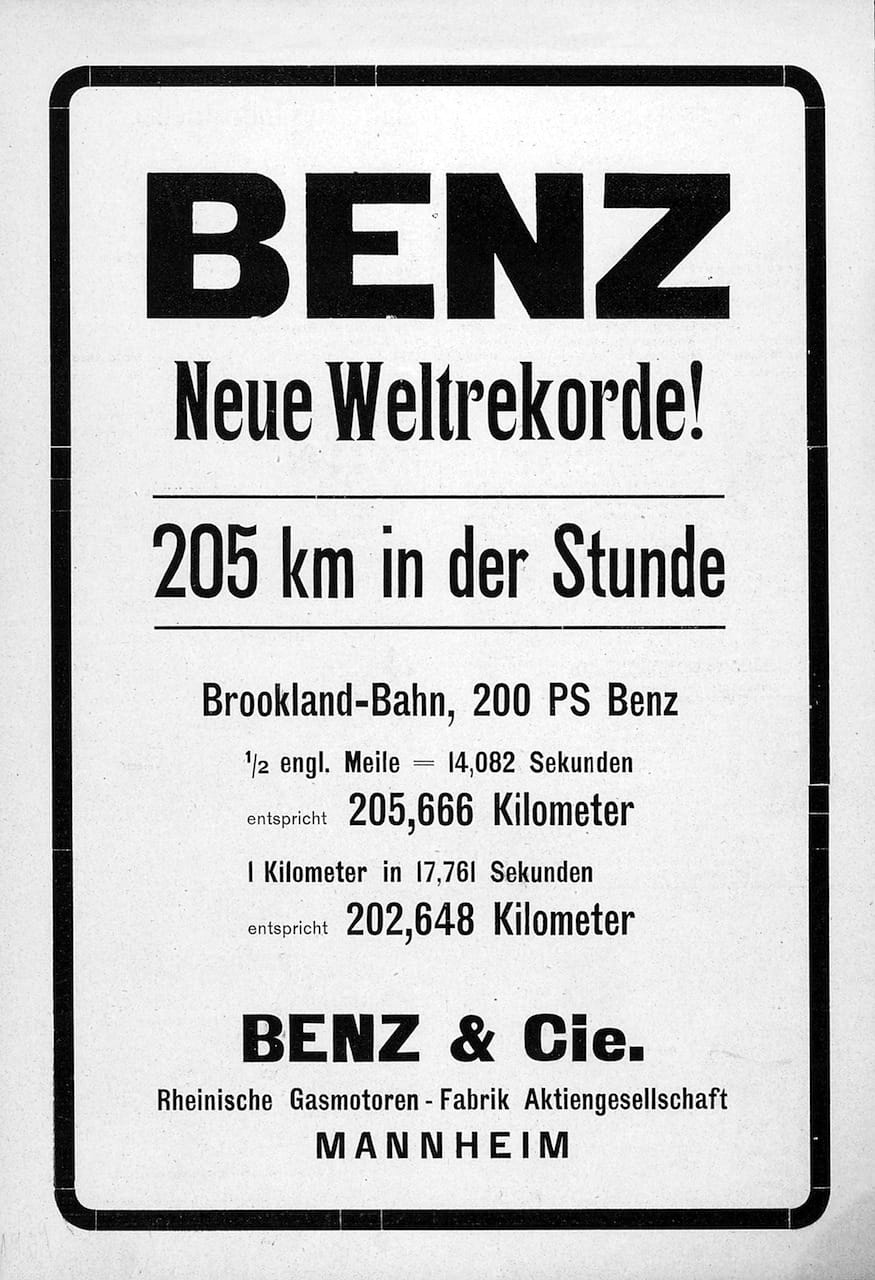 BENZ
Neue Weltrekorde!
205 km in der Stunde
Brookland-Bahn, 200 PS Benz
1/2 engl. Meile = 14,082 Sekunden
entspricht 205,666 Kilometer
1 Kilometer in 17,761 Sekunden
entspricht 202,648 Kilometer
BENZ & Cie.
Rheinische Gasmotoren-Fabrik Aktiengesellschaft
MANNHEIM